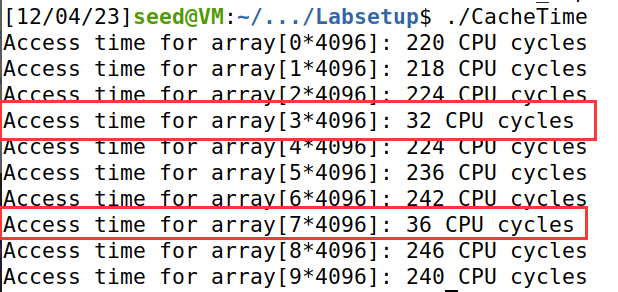 [12/04/23]seed@VM:~/.../Labsetup$ ./CacheTime
Access time for array[0*4096]: 220 CPU cycles
Access time for array[1*4096]: 218 CPU cycles
Access time for array[2*4096]: 224 CPU cycles
Access time for array[3*4096]: 32 CPU cycles
Access time for array[4*4096]: 224 CPU cycles
Access time for array[5*4096]: 236 CPU cycles
Access time for array[6*4096]: 242 CPU cycles
Access time for array[7*4096]: 36 CPU cycles
Access time for array[8*4096]: 246 CPU cycles
Access time for array[9*4096]: 240 CPU cycles